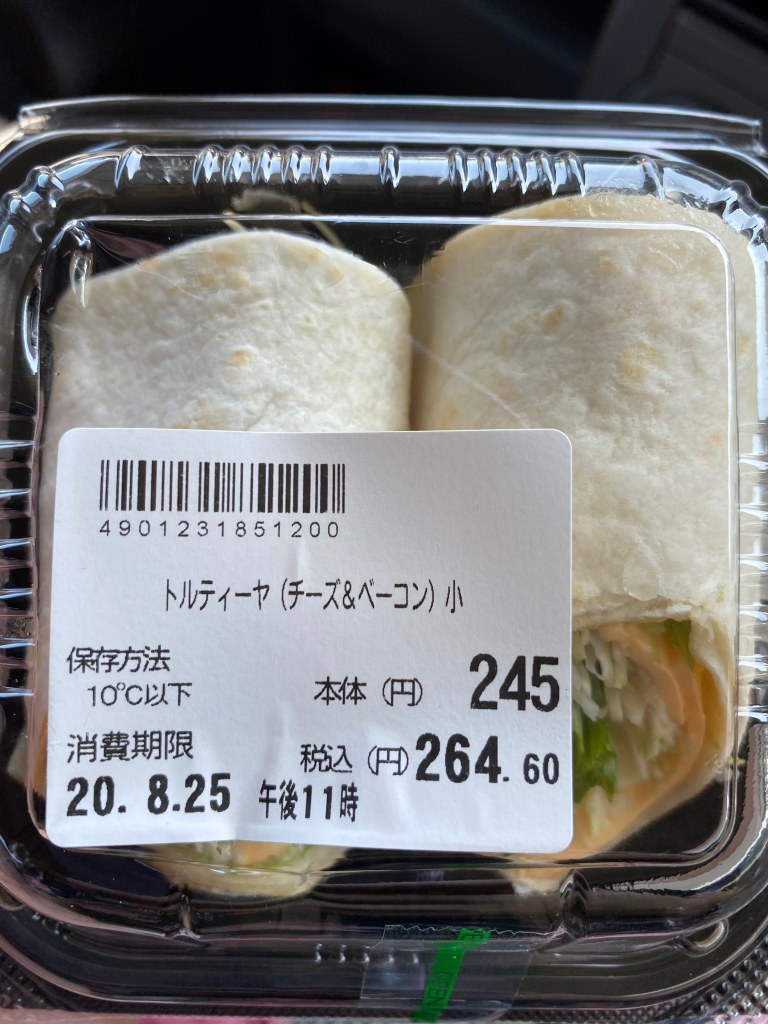 4901231851200
トルティーヤ (チーズ&ベーコン) 小
保存方法
10℃以下
本体 (円) 245
消費期限
税込 (円) 264.60
20. 8.25 午後11時